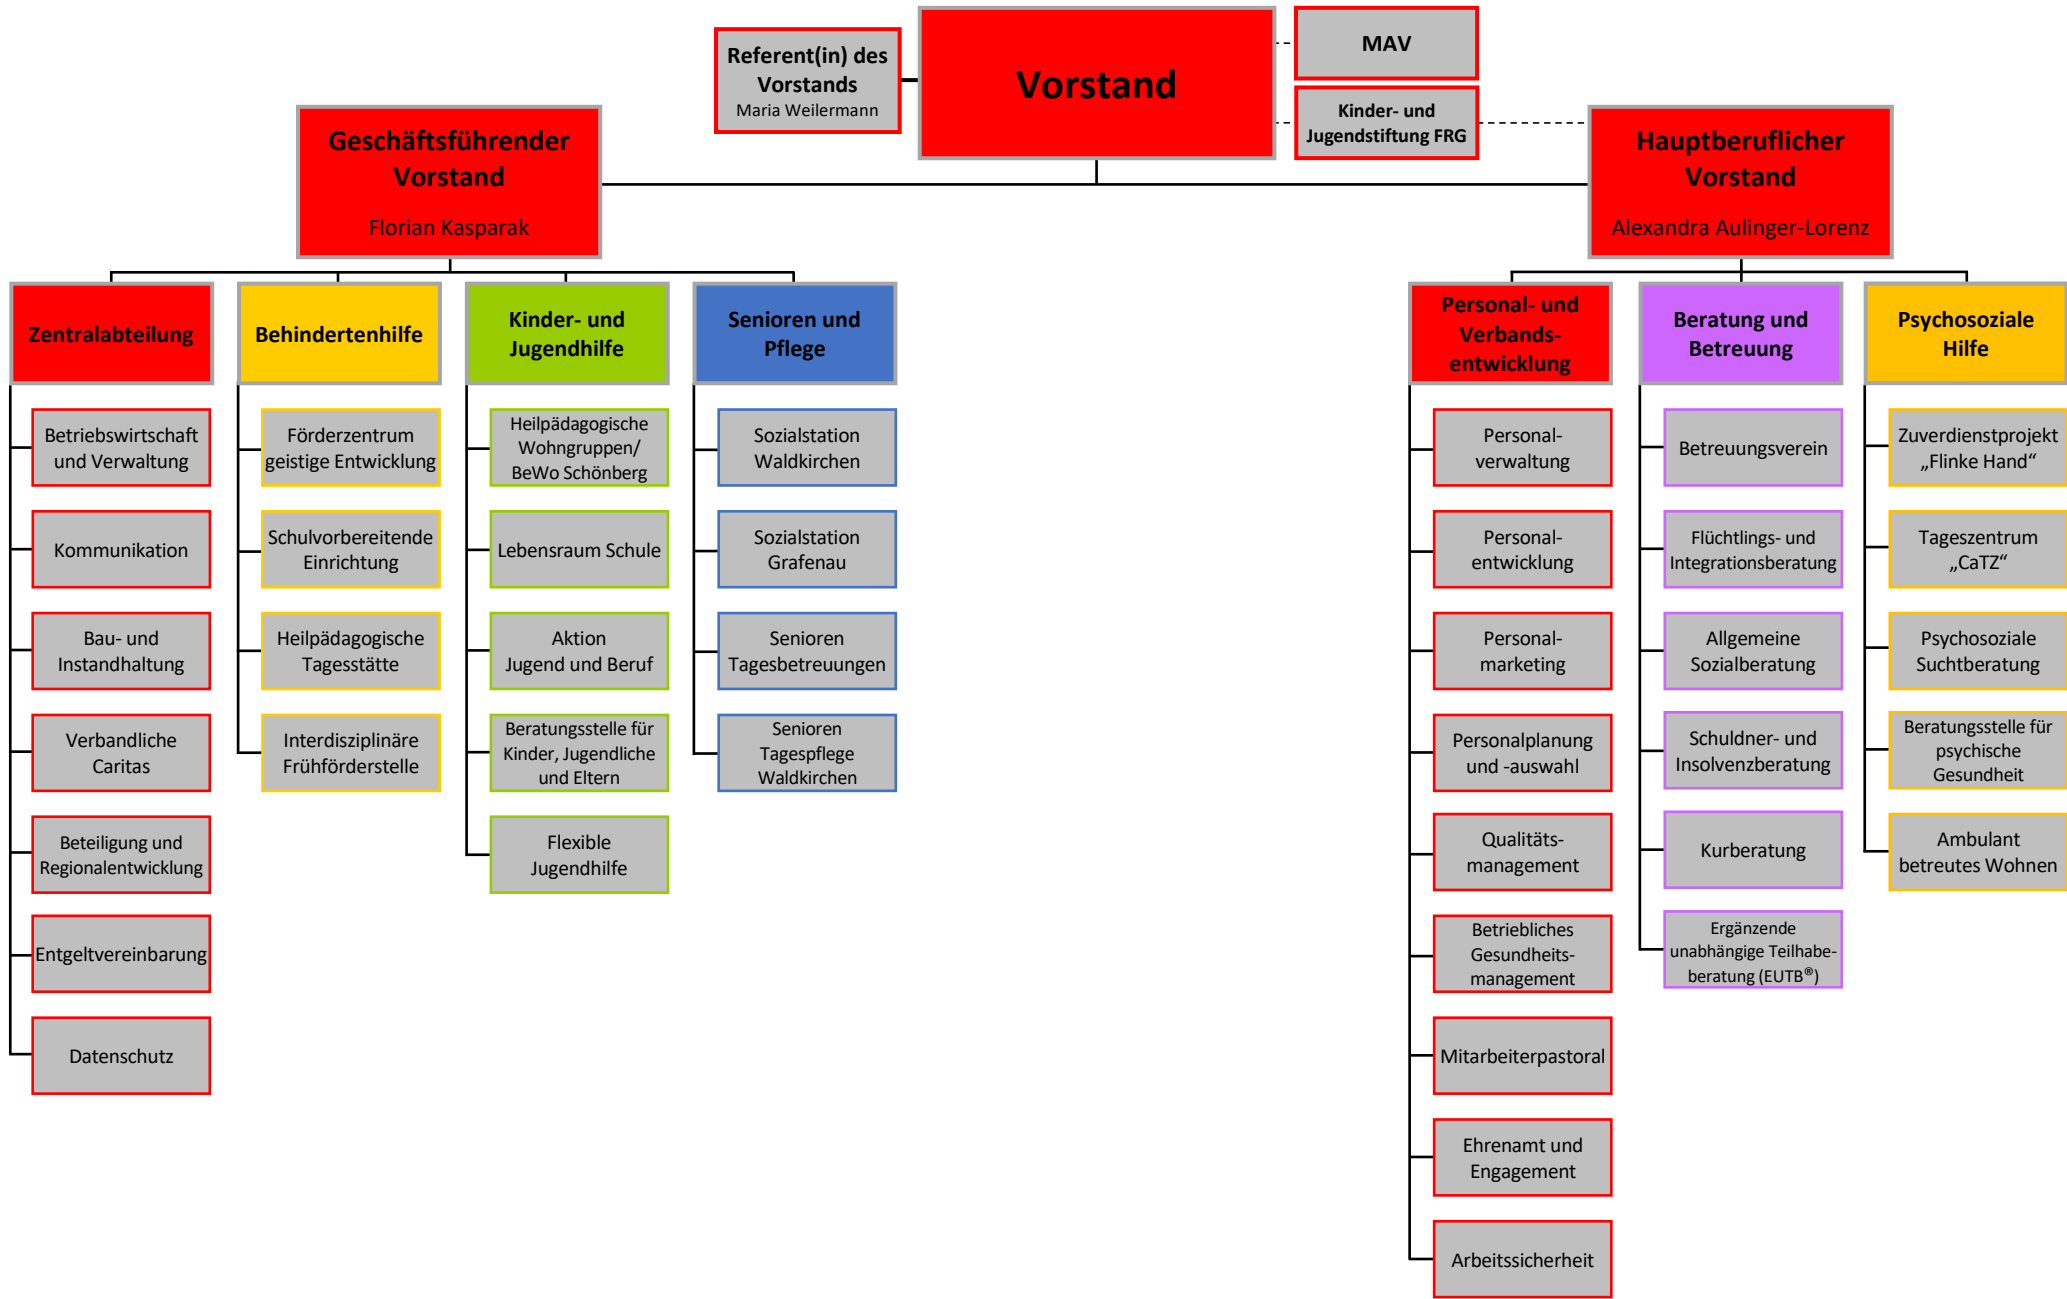 Vorstand
Referent(in) des
Vorstands
Maria Weilermann
MAV
Kinder- und
Jugendstiftung FRG
Geschäftsführender
Vorstand
Florian Kasparak
Hauptberuflicher
Vorstand
Alexandra Aulinger-Lorenz
Zentralabteilung
Betriebswirtschaft
und Verwaltung
Kommunikation
Bau- und
Instandhaltung
Verbandliche
Caritas
Beteiligung und
Regionalentwicklung
Entgeltvereinbarung
Datenschutz
Behindertenhilfe
Förderzentrum
geistige Entwicklung
Schulvorbereitende
Einrichtung
Heilpädagogische
Tagesstätte
Interdisziplinäre
Frühförderstelle
Kinder- und
Jugendhilfe
Heilpädagogische
Wohngruppen/
BeWo Schönberg
Lebensraum Schule
Aktion
Jugend und Beruf
Beratungsstelle für
Kinder, Jugendliche
und Eltern
Flexible
Jugendhilfe
Senioren und
Pflege
Sozialstation
Waldkirchen
Sozialstation
Grafenau
Senioren
Tagesbetreuungen
Senioren
Tagespflege
Waldkirchen
Personal- und
Verbands-
entwicklung
Personal-
verwaltung
Personal-
entwicklung
Personal-
marketing
Personalplanung
und -auswahl
Qualitäts-
management
Betriebliches
Gesundheits-
management
Mitarbeiterpastoral
Ehrenamt und
Engagement
Arbeitssicherheit
Beratung und
Betreuung
Betreuungsverein
Flüchtlings- und
Integrationsberatung
Allgemeine
Sozialberatung
Schuldner- und
Insolvenzberatung
Kurberatung
Ergänzende
unabhängige Teilhabe-
beratung (EUTB®)
Psychosoziale
Hilfe
Zuverdienstprojekt
„Flinke Hand“
Tageszentrum
„CaTZ“
Psychosoziale
Suchtberatung
Beratungsstelle für
psychische
Gesundheit
Ambulant
betreutes Wohnen